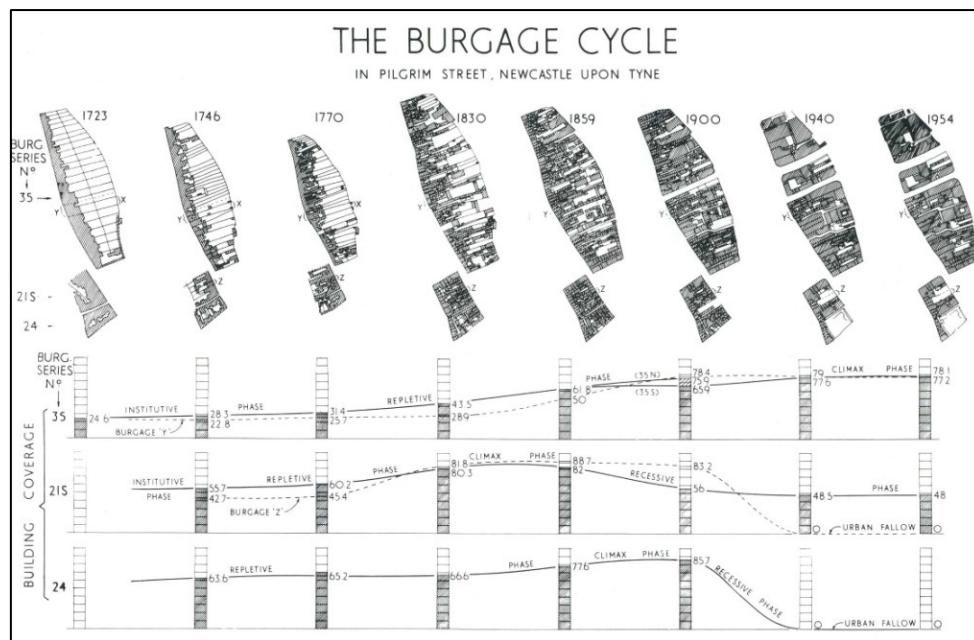 THE BURGAGE CYCLE
IN PILGRIM STREET, NEWCASTLE UPON TYNE
1723 1746 1770 1830 1859 1900 1940 1954
BURG.
SERIES
Nº
35
Y X Y X Y X Y Y Y
21S
Z Z Z Z Z Z Z
24
BURG.
SERIES
Nº
BUILDING COVERAGE
35
24.6 INSTITUTIVE PHASE 28.3 31.4 REPLETIVE 43.5 61.8 PHASE (35N) 78.4 79 CLIMAX PHASE 78.1
BURGAGE 'Y' 22.8 25.7 28.9 50 (35S) 75.9 65.9 77.6 77.2
21S
INSTITUTIVE PHASE 55.7 REPLETIVE 60.2 PHASE 81.8 CLIMAX PHASE 88.7 RECESSIVE 83.2 48.5 PHASE 48
42.7 BURGAGE 'Z' 45.4 80.3 82 56 0 URBAN FALLOW 0
24
63.6 REPLETIVE 65.2 66.6 PHASE 77.6 CLIMAX PHASE 85.7 RECESSIVE PHASE 0 URBAN FALLOW 0